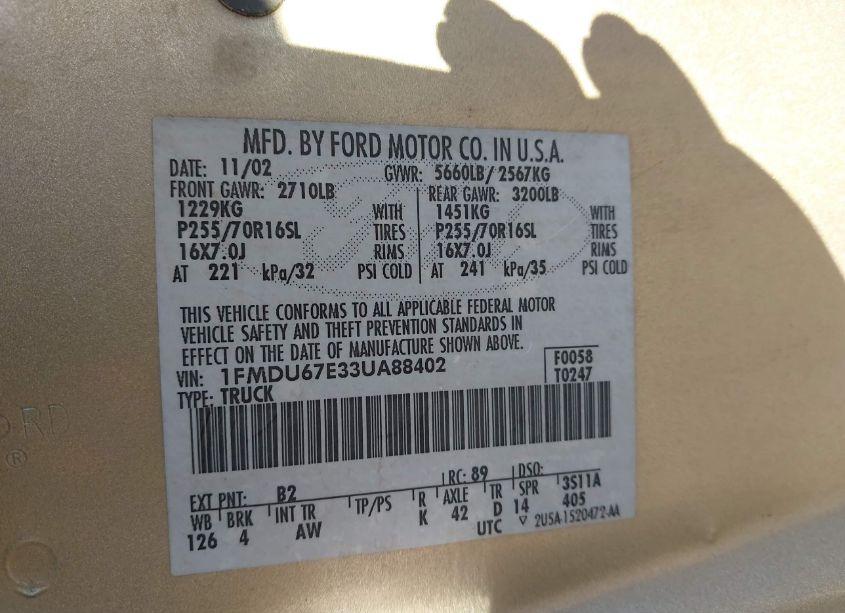 MFD. BY FORD MOTOR CO. IN U.S.A.
DATE: 11/02 GVWR: 5660LB/ 2567KG
FRONT GAWR: 2710LB REAR GAWR: 3200LB
1229KG WITH 1451KG WITH
P255/70R16SL TIRES P255/70R16SL TIRES
16X7.0J RIMS 16X7.0J RIMS
AT 221 kPa/32 PSI COLD AT 241 kPa/35 PSI COLD
THIS VEHICLE CONFORMS TO ALL APPLICABLE FEDERAL MOTOR
VEHICLE SAFETY AND THEFT PREVENTION STANDARDS IN
EFFECT ON THE DATE OF MANUFACTURE SHOWN ABOVE.
VIN: 1FMDU67E33UA88402 F0058
TYPE: TRUCK T0247
EXT PNT: B2 RC: 89 DSO:
WB BRK INT TR TP/PS R AXLE TR SPR 3S11A
126 4 AW K 42 D 14 405
UTC ▽ 2U5A-1520472-AA
ORD
®